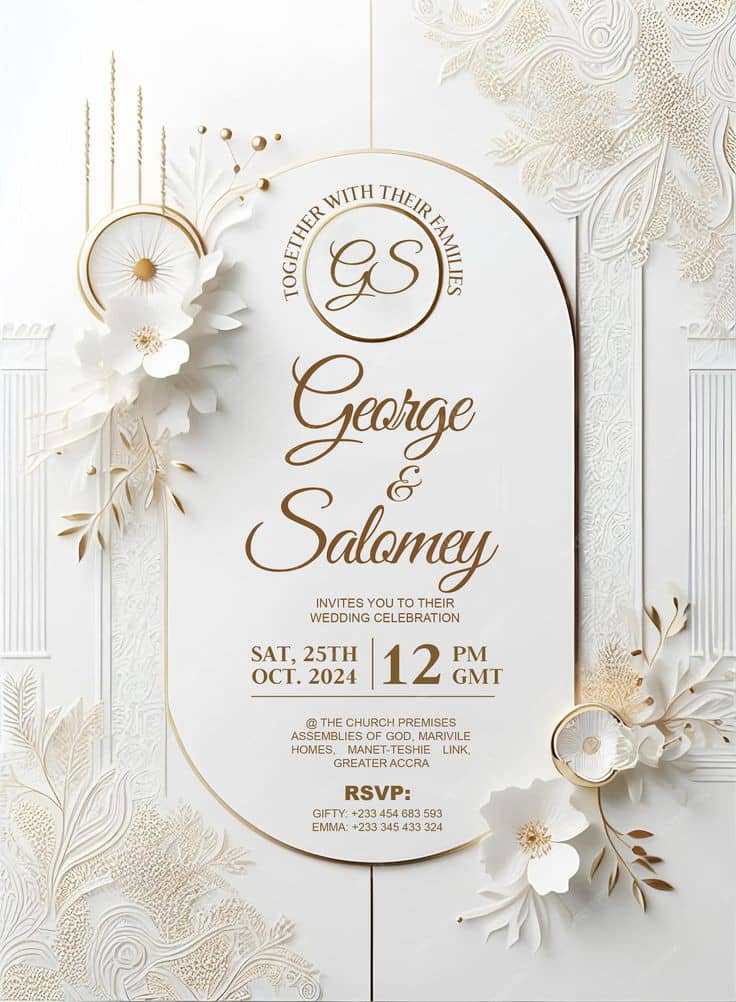 TOGETHER WITH THEIR FAMILIES
GS
George
&
Salomey
INVITES YOU TO THEIR
WEDDING CELEBRATION
SAT, 25TH
OCT. 2024
12 PM
GMT
@ THE CHURCH PREMISES
ASSEMBLIES OF GOD, MARIVILE
HOMES, MANET-TESHIE LINK,
GREATER ACCRA
RSVP:
GIFTY: +233 454 683 593
EMMA: +233 345 433 324